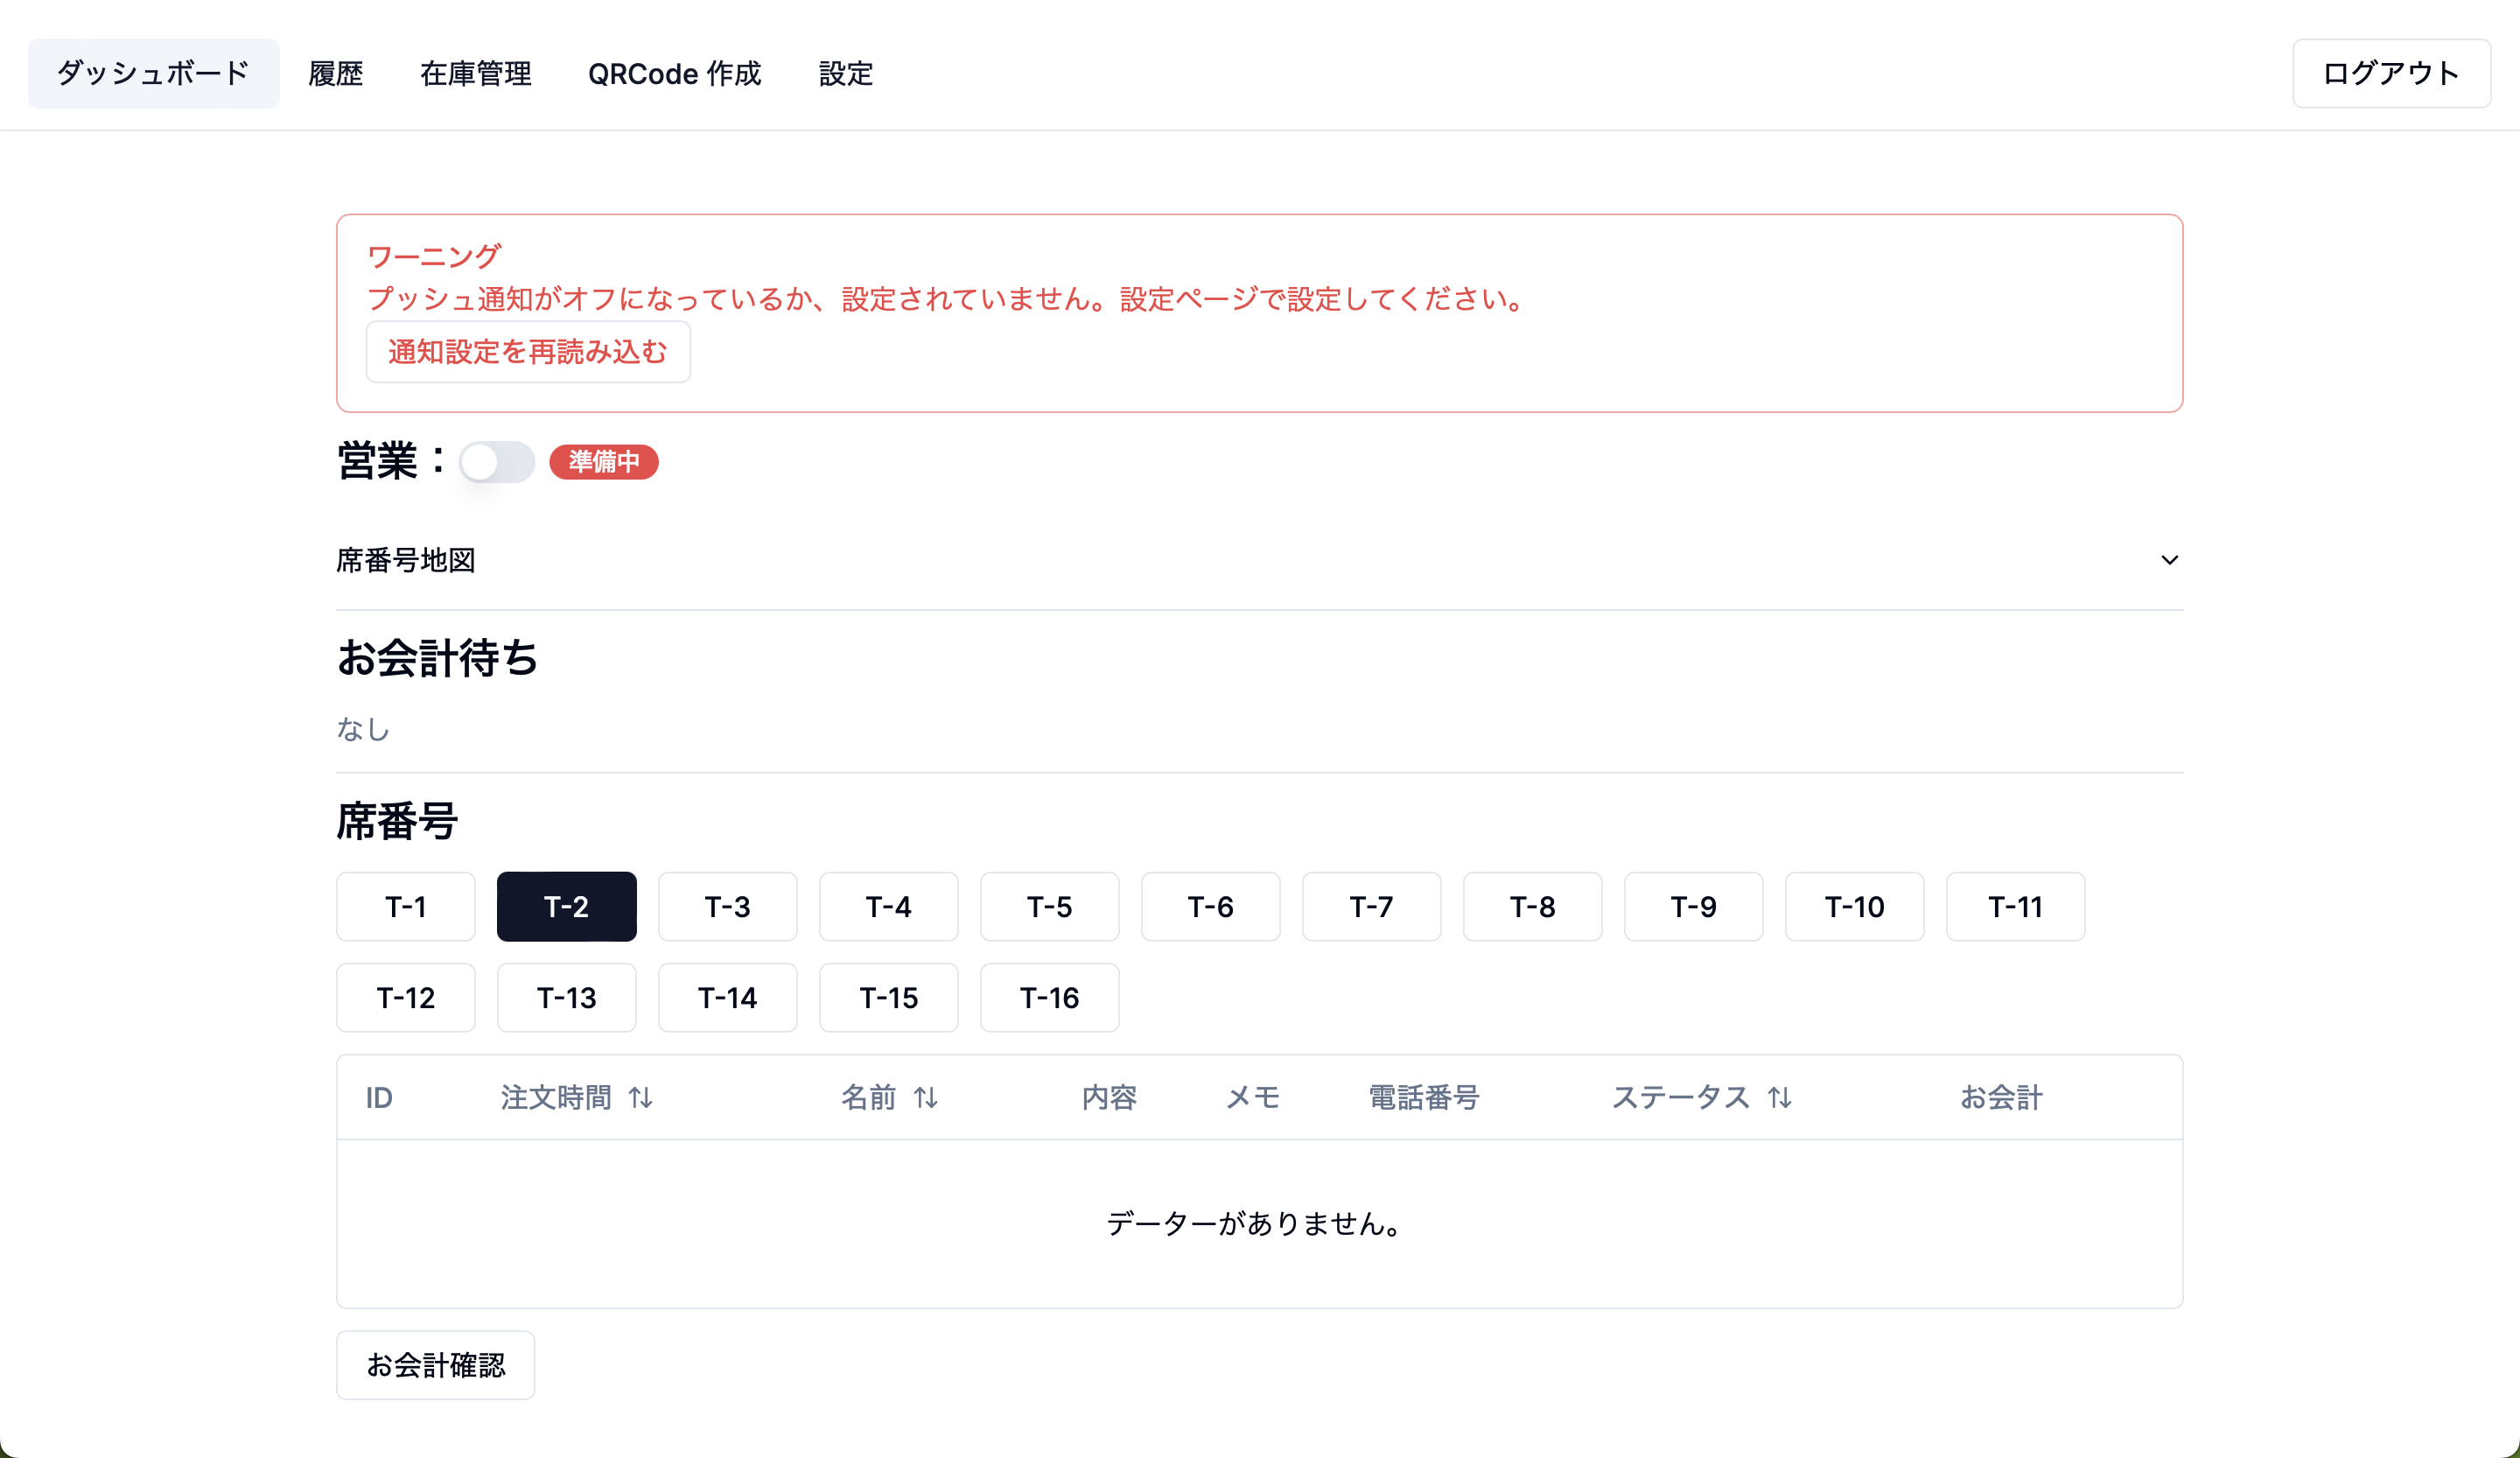 ダッシュボード 履歴 在庫管理 QRCode 作成 設定 ログアウト
ワーニング
プッシュ通知がオフになっているか、設定されていません。設定ページで設定してください。
通知設定を再読み込む
営業： 準備中
席番号地図
お会計待ち
なし
席番号
T-1 T-2 T-3 T-4 T-5 T-6 T-7 T-8 T-9 T-10 T-11
T-12 T-13 T-14 T-15 T-16
ID 注文時間 名前 内容 メモ 電話番号 ステータス お会計
データーがありません。
お会計確認